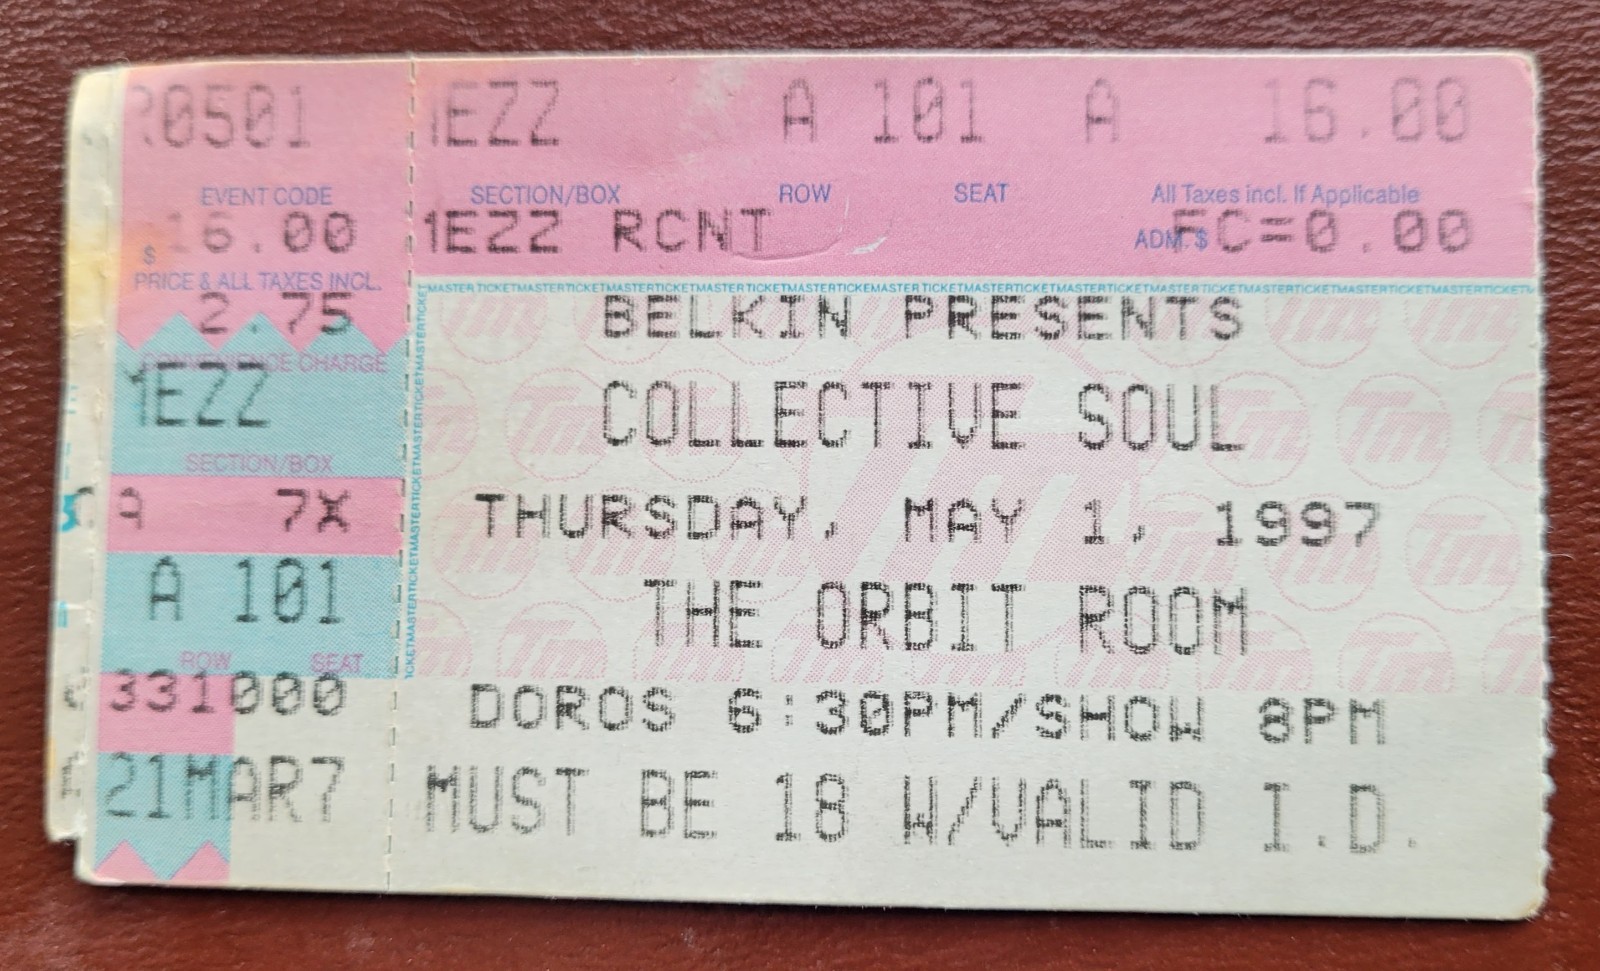 R0501 MEZZ A 101 A 16.00
EVENT CODE SECTION/BOX ROW SEAT All Taxes incl. If Applicable
$ 16.00 MEZZ RCNT ADM. $ FC=0.00
PRICE & ALL TAXES INCL.
2.75
CONVENIENCE CHARGE
MEZZ
SECTION/BOX
A 7X
A 101
ROW SEAT
331000
21MAR7
BELKIN PRESENTS
COLLECTIVE SOUL
THURSDAY, MAY 1, 1997
THE ORBIT ROOM
DOROS 6:30PM/SHOW 8PM
MUST BE 18 W/VALID I.D.